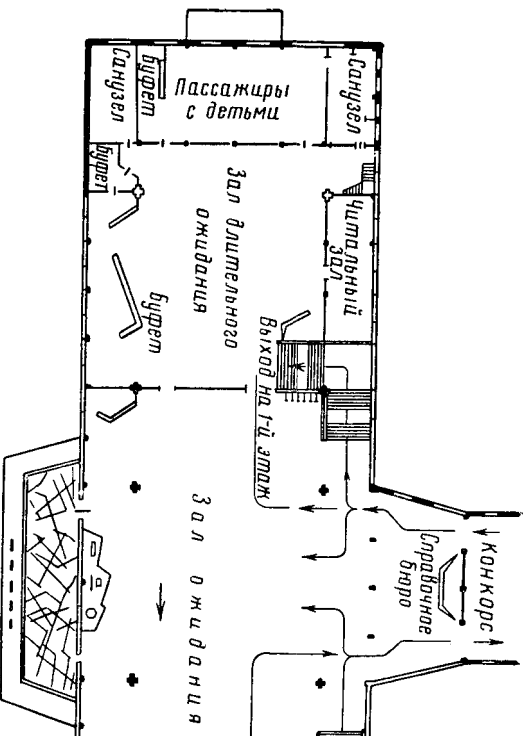 Санузел
буфет
Пассажиры
с детьми
Санузел
буфет
Зал длительного
ожидания
Читальный
зал
буфет
Выход на 1-й этаж
Зал ожидания
Справочное
бюро
Конкорс